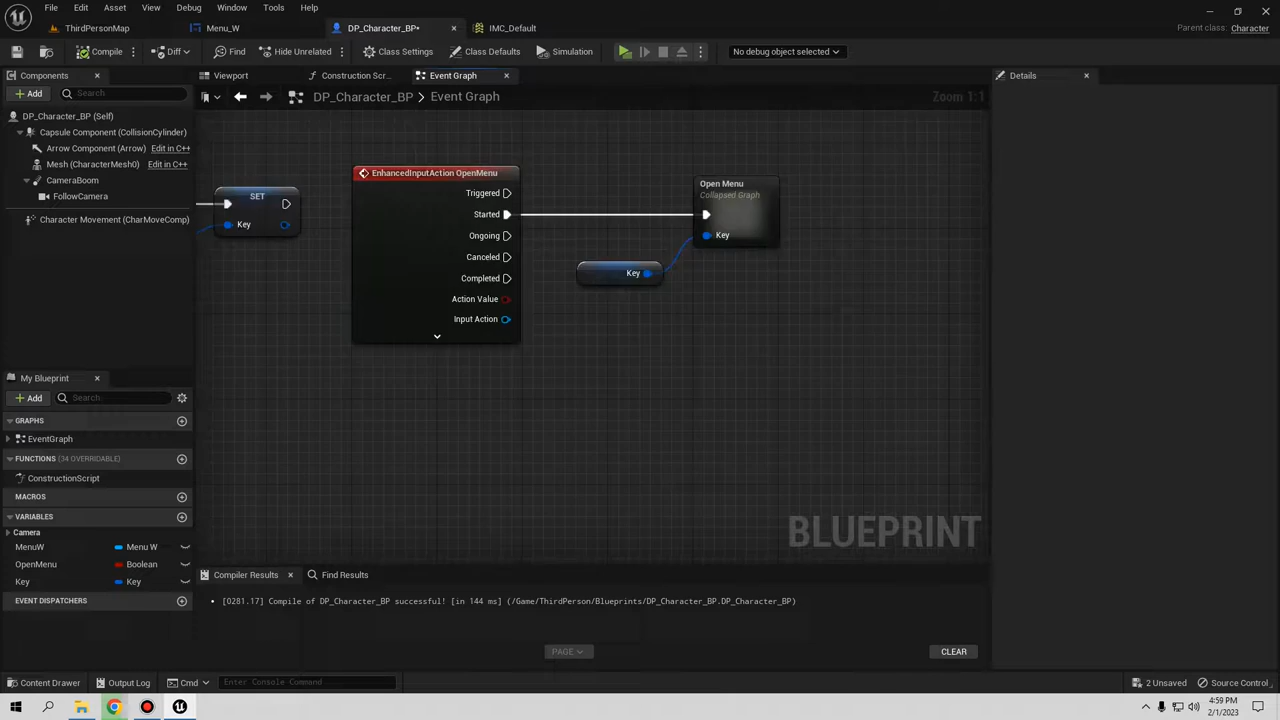 File Edit Asset View Debug Window Tools Help
ThirdPersonMap Menu_W DP_Character_BP• IMC_Default Parent class: Character
Compile Diff Find Hide Unrelated Class Settings Class Defaults Simulation No debug object selected
Components Viewport Construction Scr... Event Graph Details
Add Search DP_Character_BP > Event Graph Zoom 1:1
DP_Character_BP (Self)
Capsule Component (CollisionCylinder)
Arrow Component (Arrow) Edit in C++
Mesh (CharacterMesh0) Edit in C++
CameraBoom
FollowCamera
Character Movement (CharMoveComp)
SET
Key
EnhancedInputAction OpenMenu
Triggered
Started
Ongoing
Canceled
Completed
Action Value
Input Action
Key
Open Menu
Collapsed Graph
Key
BLUEPRINT
My Blueprint
Add Search
GRAPHS
EventGraph
FUNCTIONS (34 OVERRIDABLE)
ConstructionScript
MACROS
VARIABLES
Camera
MenuW Menu W
OpenMenu Boolean
Key Key
EVENT DISPATCHERS
Compiler Results Find Results
[0281.17] Compile of DP_Character_BP successful! [in 144 ms] (/Game/ThirdPerson/Blueprints/DP_Character_BP.DP_Character_BP)
PAGE CLEAR
Content Drawer Output Log Cmd Enter Console Command... 2 Unsaved Source Control
4:59 PM
2/1/2023